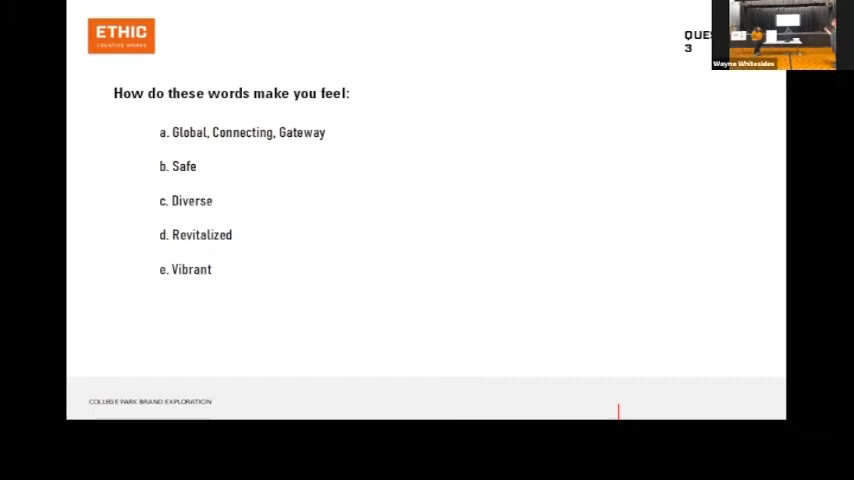 ETHIC
CREATIVE WORKS
3
Wayne Whitesides
How do these words make you feel:
a. Global, Connecting, Gateway
b. Safe
c. Diverse
d. Revitalized
e. Vibrant
COLLEGE PARK BRAND EXPLORATION